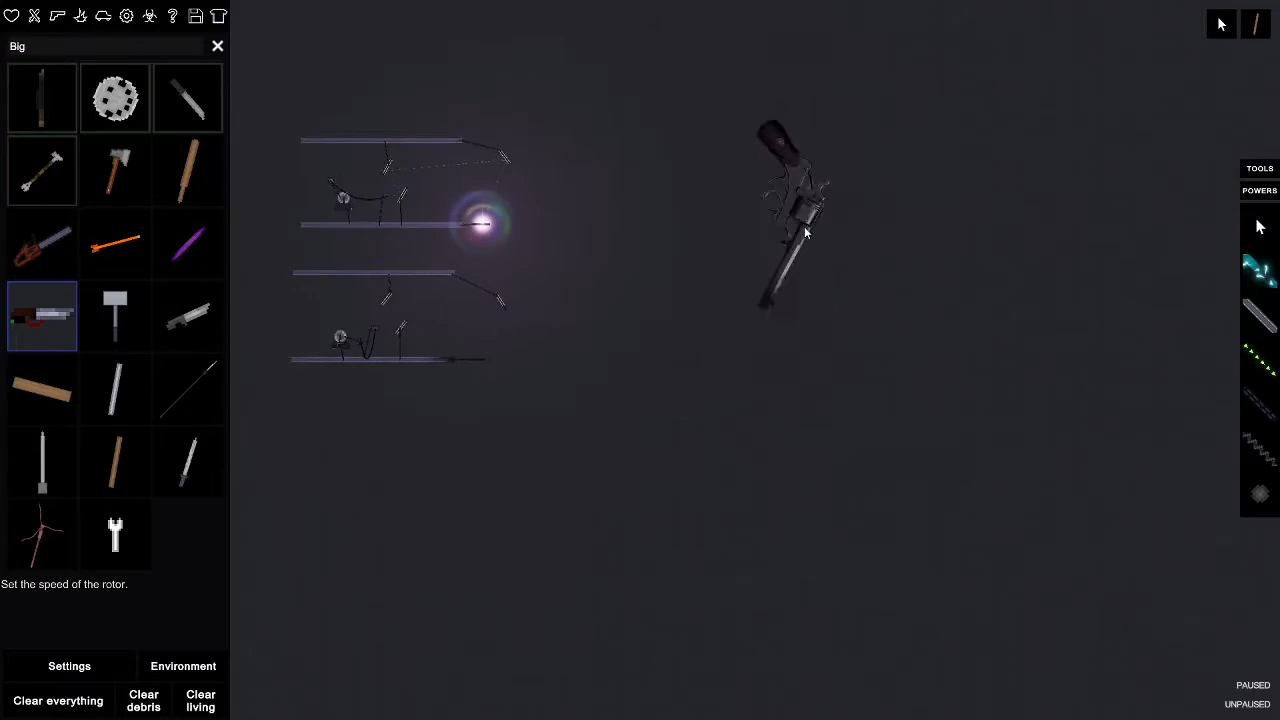 Big
TOOLS
POWERS
Set the speed of the rotor.
Settings
Environment
Clear everything
Clear
debris
Clear
living
PAUSED
UNPAUSED